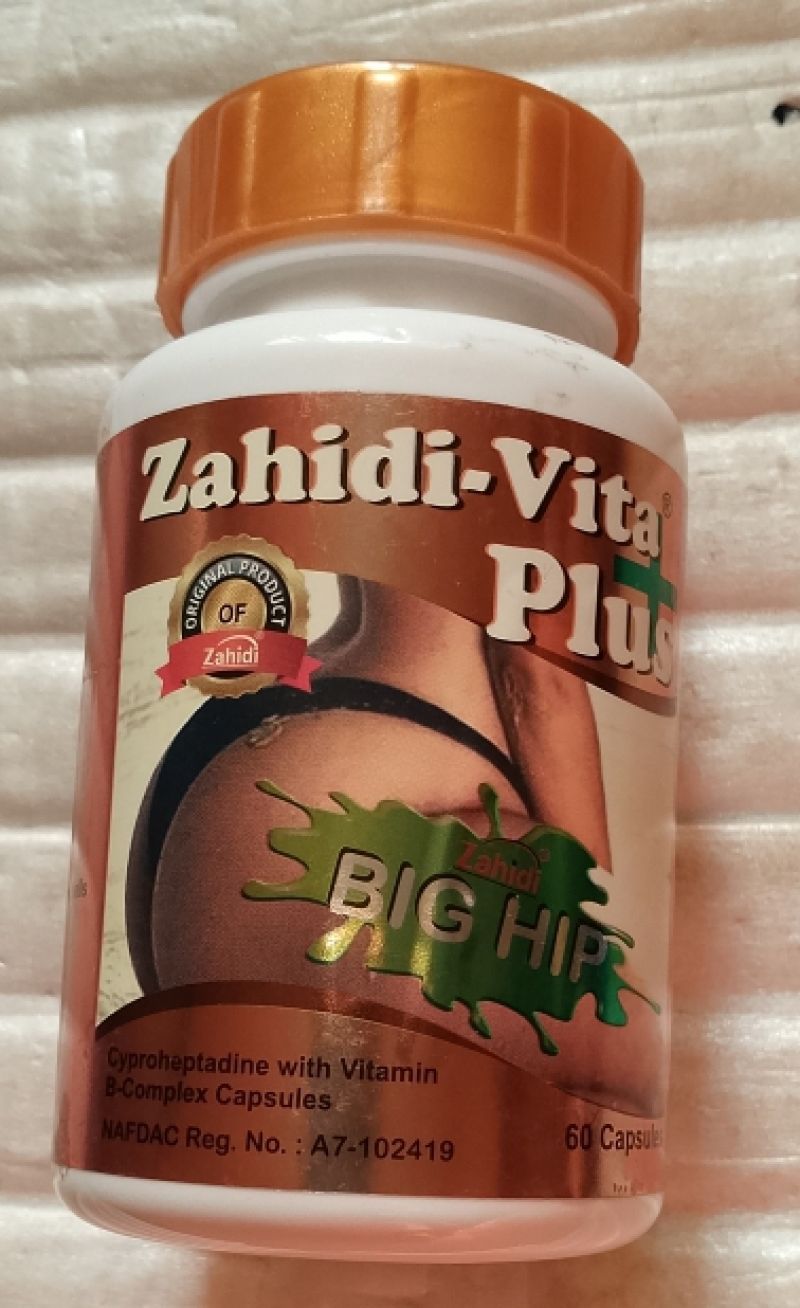 Zahidi-Vita®
Plus
ORIGINAL PRODUCT
OF
Zahidi
Zahidi®
BIG HIP
Cyproheptadine with Vitamin
B-Complex Capsules
NAFDAC Reg. No. : A7-102419
60 Capsules